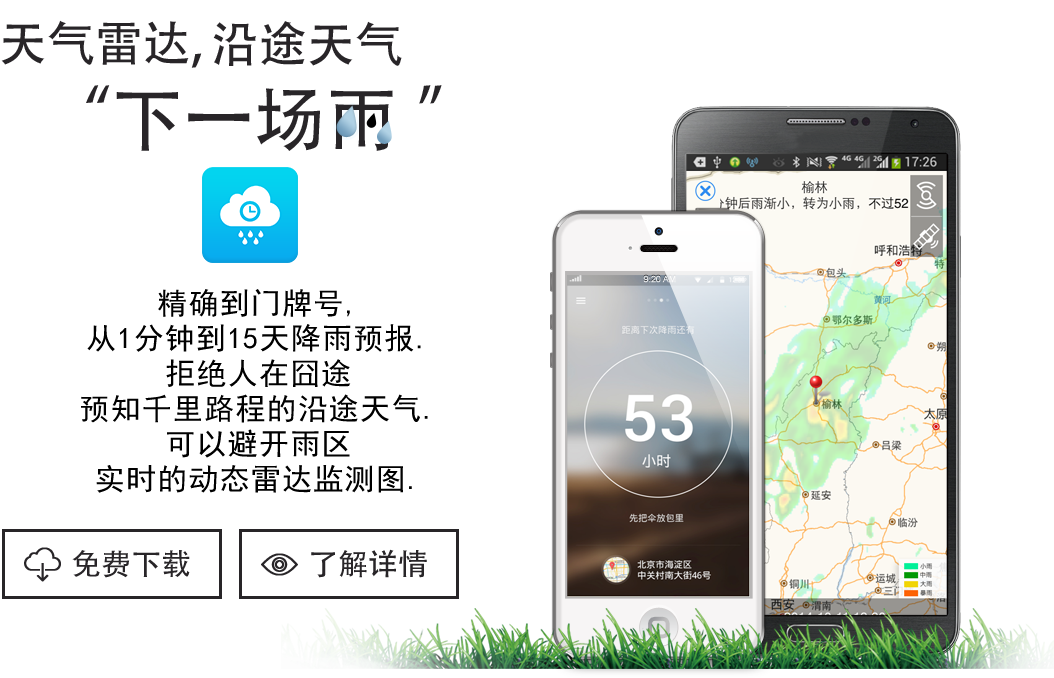 天气雷达,沿途天气
“下一场雨”
精确到门牌号,
从1分钟到15天降雨预报.
拒绝人在囧途
预知千里路程的沿途天气.
可以避开雨区
实时的动态雷达监测图.
免费下载
了解详情
9:20 AM
距离下次降雨还有
53
小时
先把伞放包里
北京市海淀区
中关村南大街46号
4G 4G 2G 17:26
榆林
分钟后雨渐小，转为小雨，不过52
呼和浩特
包头
黄河
鄂尔多斯
朔
榆林
太原
吕梁
延安
临汾
铜川
运城
三门
西安
渭南
小雨
中雨
大雨
暴雨